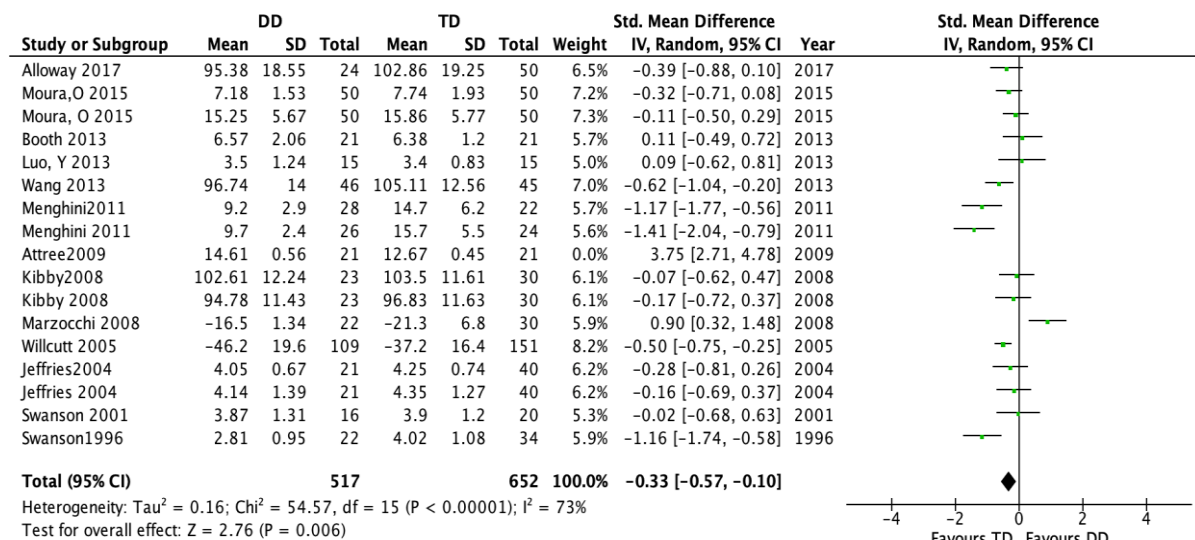 DD TD Std. Mean Difference Std. Mean Difference
Study or Subgroup Mean SD Total Mean SD Total Weight IV, Random, 95% CI Year IV, Random, 95% CI
Alloway 2017 95.38 18.55 24 102.86 19.25 50 6.5% −0.39 [−0.88, 0.10] 2017
Moura,O 2015 7.18 1.53 50 7.74 1.93 50 7.2% −0.32 [−0.71, 0.08] 2015
Moura, O 2015 15.25 5.67 50 15.86 5.77 50 7.3% −0.11 [−0.50, 0.29] 2015
Booth 2013 6.57 2.06 21 6.38 1.2 21 5.8% 0.11 [−0.49, 0.72] 2013
Luo, Y 2013 3.5 1.24 15 3.4 0.83 15 5.0% 0.09 [−0.62, 0.81] 2013
Wang 2013 96.74 14 46 105.11 12.56 45 7.0% −0.62 [−1.04, −0.20] 2013
Menghini2011 9.2 2.9 28 14.7 6.2 22 5.7% −1.17 [−1.77, −0.56] 2011
Menghini 2011 9.7 2.4 26 15.7 5.5 24 5.6% −1.41 [−2.04, −0.79] 2011
Attree2009 14.61 0.56 21 12.67 0.45 21 0.0% 3.75 [2.71, 4.78] 2009
Kibby2008 102.61 12.24 23 103.5 11.61 30 6.1% −0.07 [−0.62, 0.47] 2008
Kibby 2008 94.78 11.43 23 96.83 11.63 30 6.1% −0.17 [−0.72, 0.37] 2008
Marzocchi 2008 −16.5 1.34 22 −21.3 6.8 30 5.9% 0.90 [0.32, 1.48] 2008
Willcutt 2005 −46.2 19.6 109 −37.2 16.4 151 8.2% −0.50 [−0.75, −0.25] 2005
Jeffries2004 4.05 0.67 21 4.25 0.74 40 6.2% −0.28 [−0.81, 0.26] 2004
Jeffries 2004 4.14 1.39 21 4.35 1.27 40 6.2% −0.16 [−0.69, 0.37] 2004
Swanson 2001 3.87 1.31 16 3.9 1.2 20 5.3% −0.02 [−0.68, 0.63] 2001
Swanson1996 2.81 0.95 22 4.02 1.08 34 5.9% −1.16 [−1.74, −0.58] 1996
Total (95% CI) 517 652 100.0% −0.33 [−0.57, −0.10]
Heterogeneity: Tau² = 0.16; Chi² = 54.57, df = 15 (P < 0.00001); I² = 73%
Test for overall effect: Z = 2.76 (P = 0.006)
−4 −2 0 2 4
Favours TD Favours DD